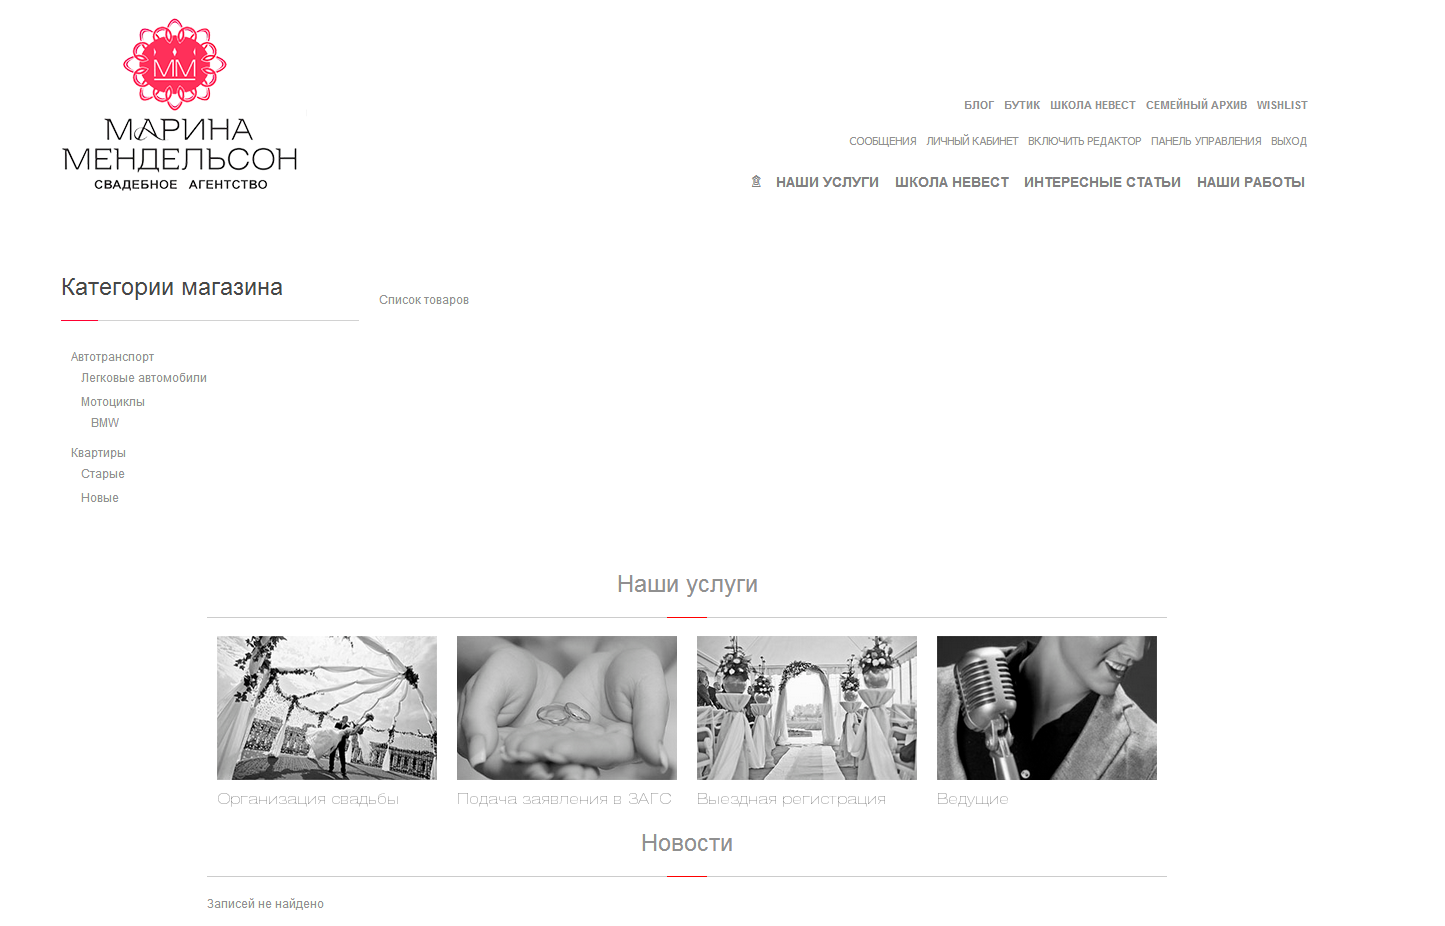 ММ
МАРИНА
МЕНДЕЛЬСОН
СВАДЕБНОЕ АГЕНТСТВО
БЛОГ БУТИК ШКОЛА НЕВЕСТ СЕМЕЙНЫЙ АРХИВ WISHLIST
СООБЩЕНИЯ ЛИЧНЫЙ КАБИНЕТ ВКЛЮЧИТЬ РЕДАКТОР ПАНЕЛЬ УПРАВЛЕНИЯ ВЫХОД
НАШИ УСЛУГИ ШКОЛА НЕВЕСТ ИНТЕРЕСНЫЕ СТАТЬИ НАШИ РАБОТЫ
Категории магазина
Список товаров
Автотранспорт
Легковые автомобили
Мотоциклы
BMW
Квартиры
Старые
Новые
Наши услуги
Организация свадьбы
Подача заявления в ЗАГС
Выездная регистрация
Ведущие
Новости
Записей не найдено